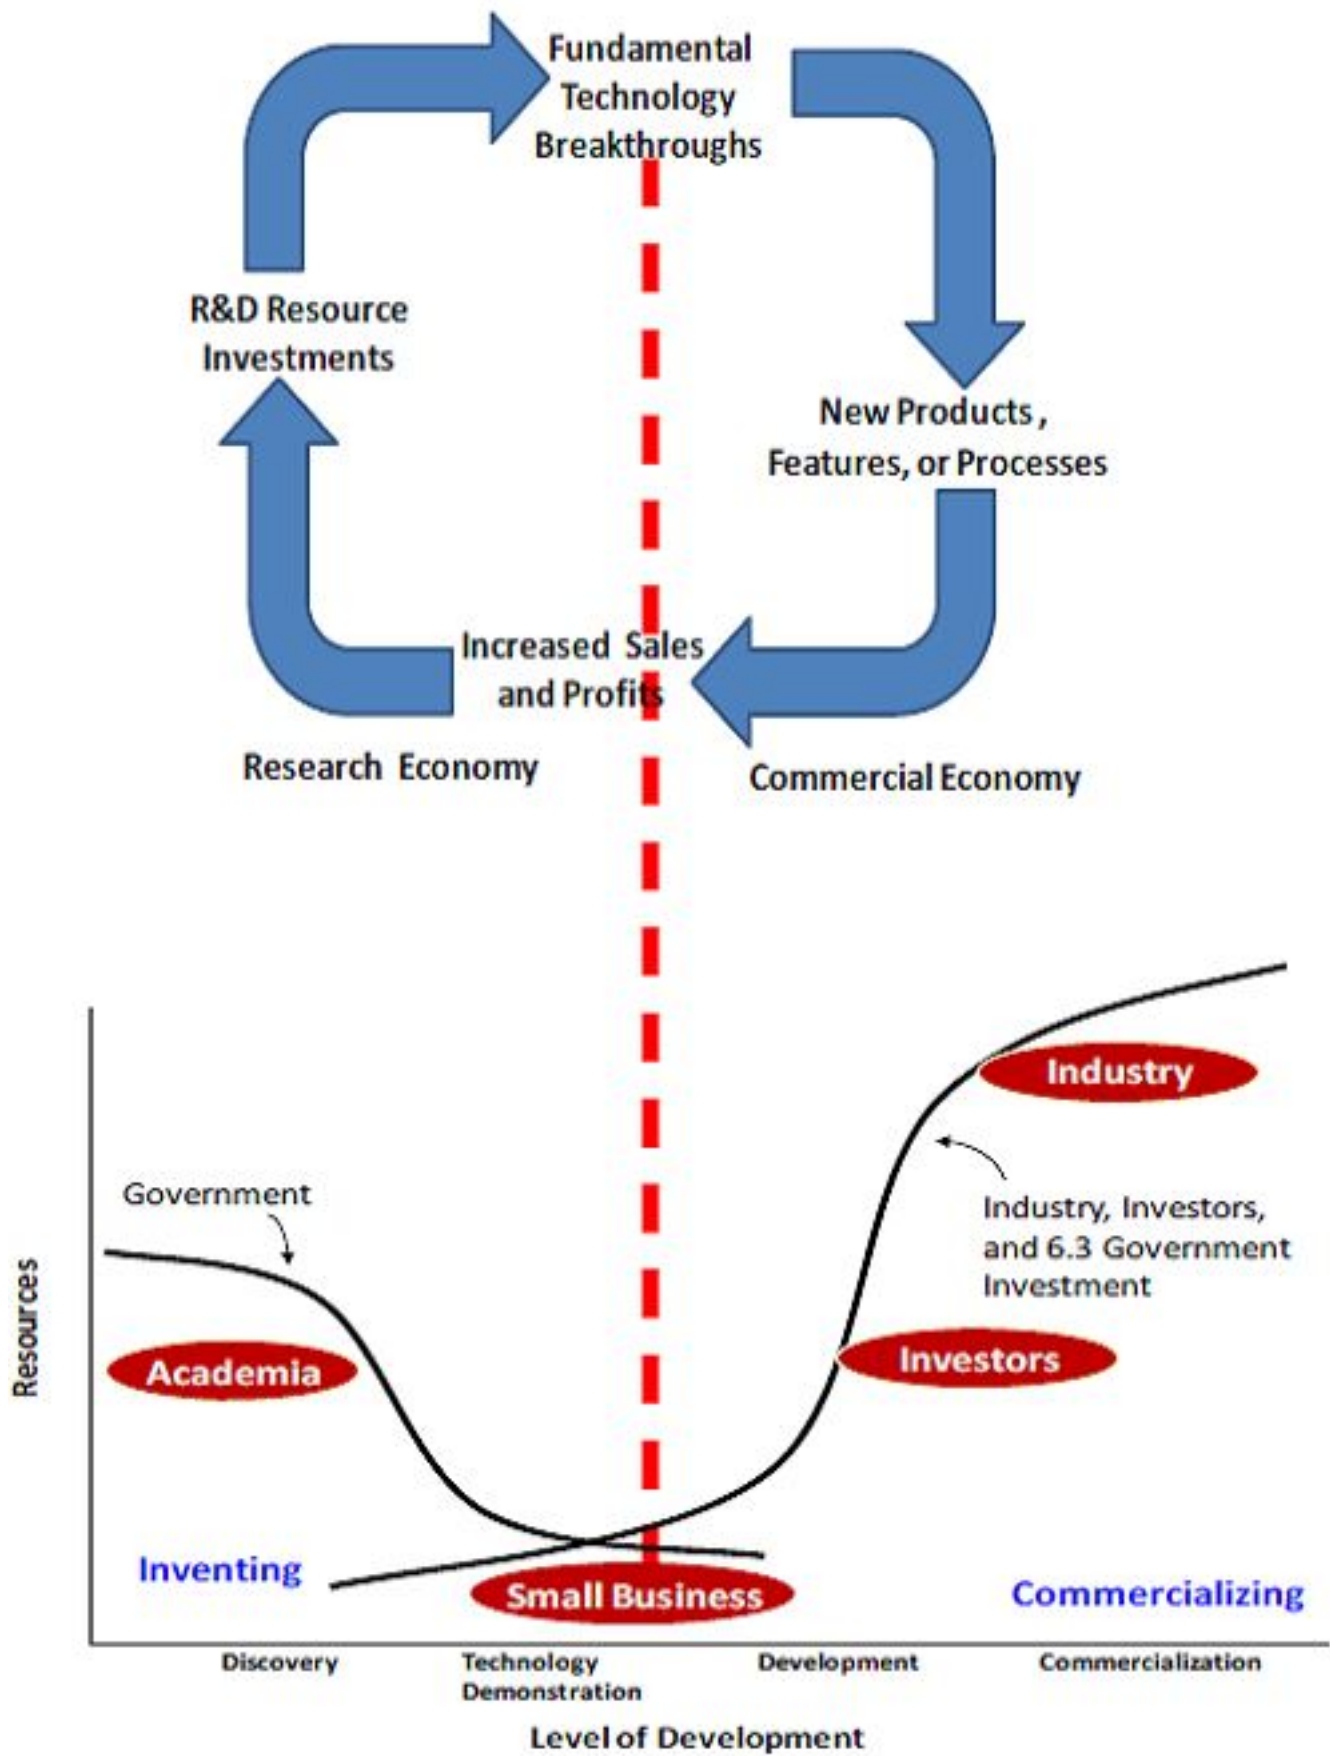 Fundamental
Technology
Breakthroughs
R&D Resource
Investments
New Products ,
Features, or Processes
Increased Sales
and Profits
Research Economy
Commercial Economy
Industry
Government
Industry, Investors,
and 6.3 Government
Investment
Resources
Academia
Investors
Inventing
Small Business
Commercializing
Discovery
Technology
Demonstration
Development
Commercialization
Level of Development